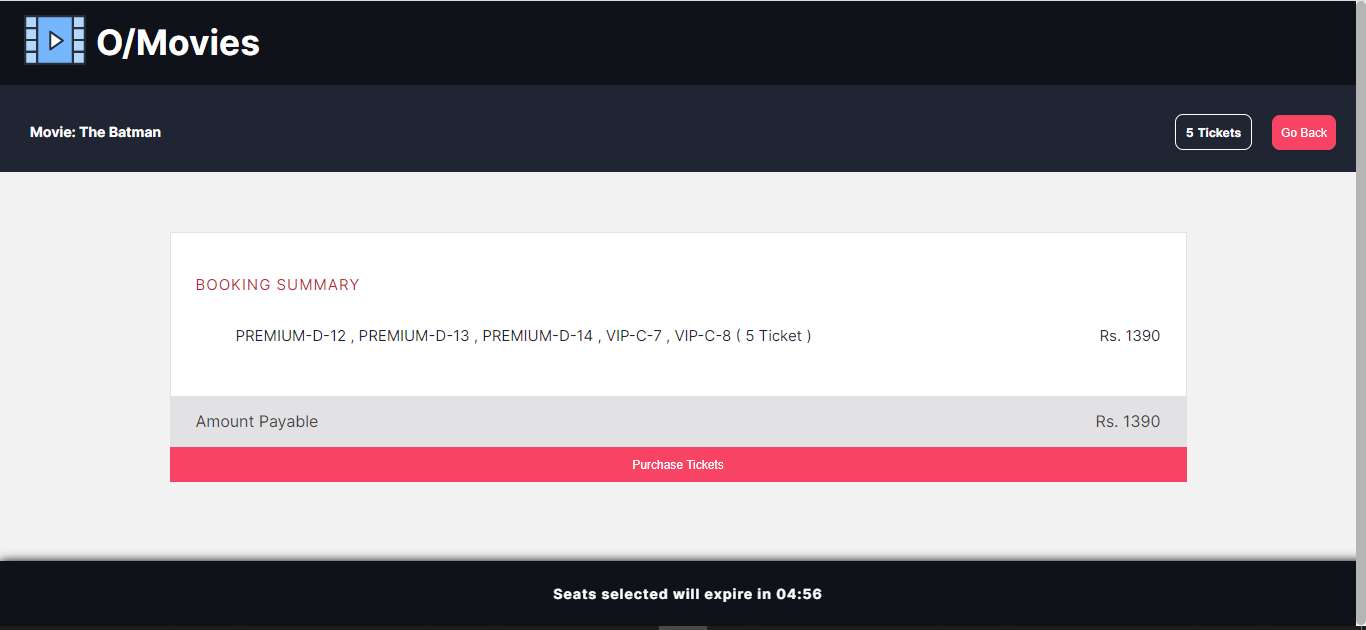 O/Movies
Movie: The Batman
5 Tickets
Go Back
BOOKING SUMMARY
PREMIUM-D-12 , PREMIUM-D-13 , PREMIUM-D-14 , VIP-C-7 , VIP-C-8 ( 5 Ticket ) Rs. 1390
Amount Payable Rs. 1390
Purchase Tickets
Seats selected will expire in 04:56